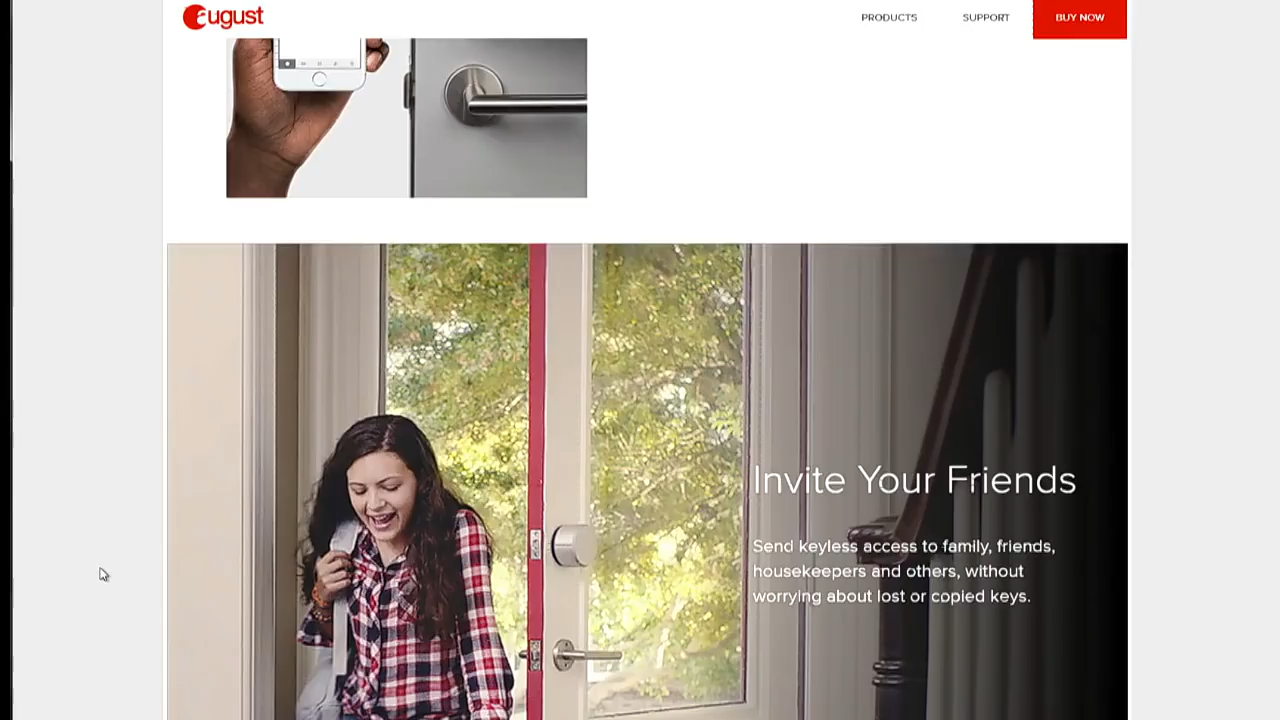 august
PRODUCTS
SUPPORT
BUY NOW
Invite Your Friends
Send keyless access to family, friends,
housekeepers and others, without
worrying about lost or copied keys.